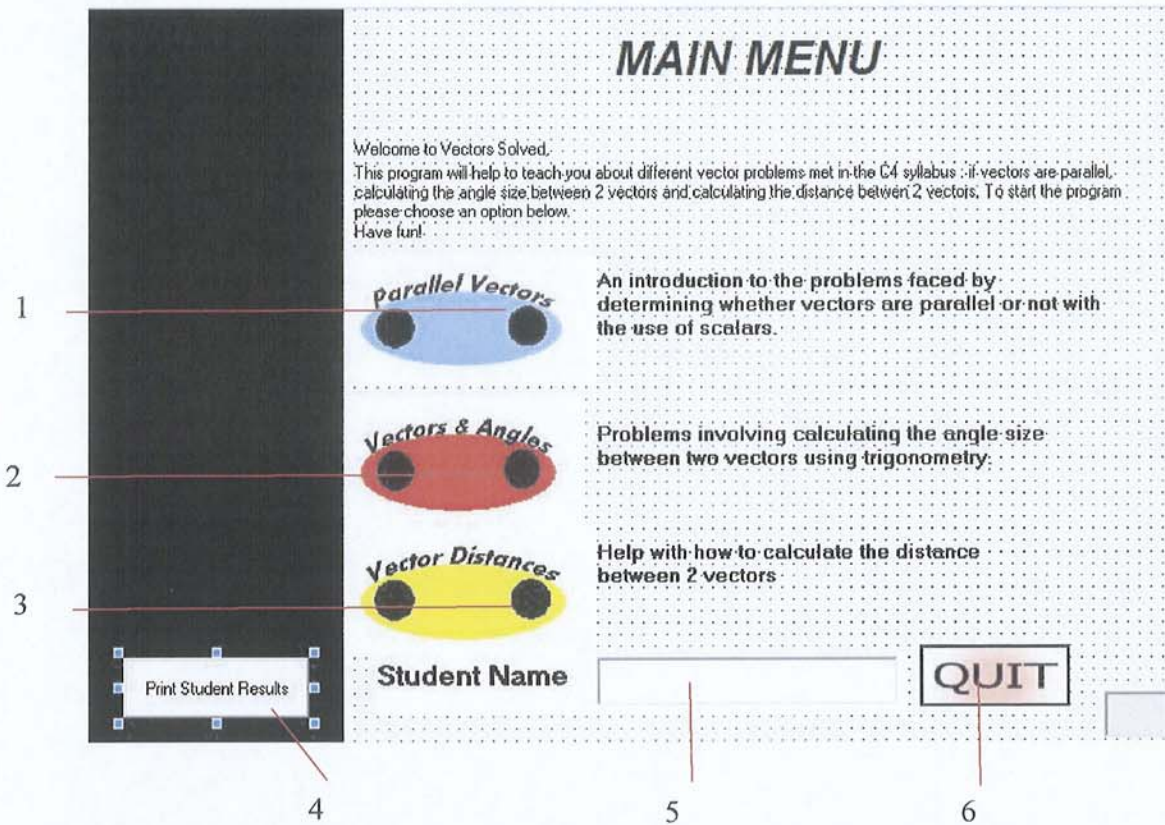 MAIN MENU
Welcome to Vectors Solved,
This program will help to teach you about different vector problems met in the C4 syllabus : if vectors are parallel,
calculating the angle size between 2 vectors and calculating the distance betwen 2 vectors. To start the program
please choose an option below.
Have fun!
1
Parallel Vectors
An introduction to the problems faced by
determining whether vectors are parallel or not with
the use of scalars.
2
Vectors & Angles
Problems involving calculating the angle size
between two vectors using trigonometry.
3
Vector Distances
Help with how to calculate the distance
between 2 vectors
Print Student Results
Student Name
QUIT
4
5
6